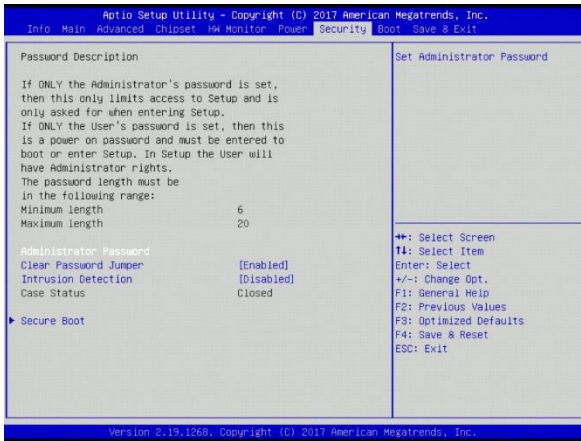 Aptio Setup Utility - Copyright (C) 2017 American Megatrends, Inc.
Info Main Advanced Chipset HW Monitor Power Security Boot Save & Exit
Password Description
If ONLY the Administrator's password is set,
then this only limits access to Setup and is
only asked for when entering Setup.
If ONLY the User's password is set, then this
is a power on password and must be entered to
boot or enter Setup. In Setup the User will
have Administrator rights.
The password length must be
in the following range:
Minimum length 6
Maximum length 20
Administrator Password
Clear Password Jumper [Enabled]
Intrusion Detection [Disabled]
Case Status Closed
Secure Boot
Set Administrator Password
→←: Select Screen
↑↓: Select Item
Enter: Select
+/-: Change Opt.
F1: General Help
F2: Previous Values
F3: Optimized Defaults
F4: Save & Reset
ESC: Exit
Version 2.19.1268. Copyright (C) 2017 American Megatrends, Inc.